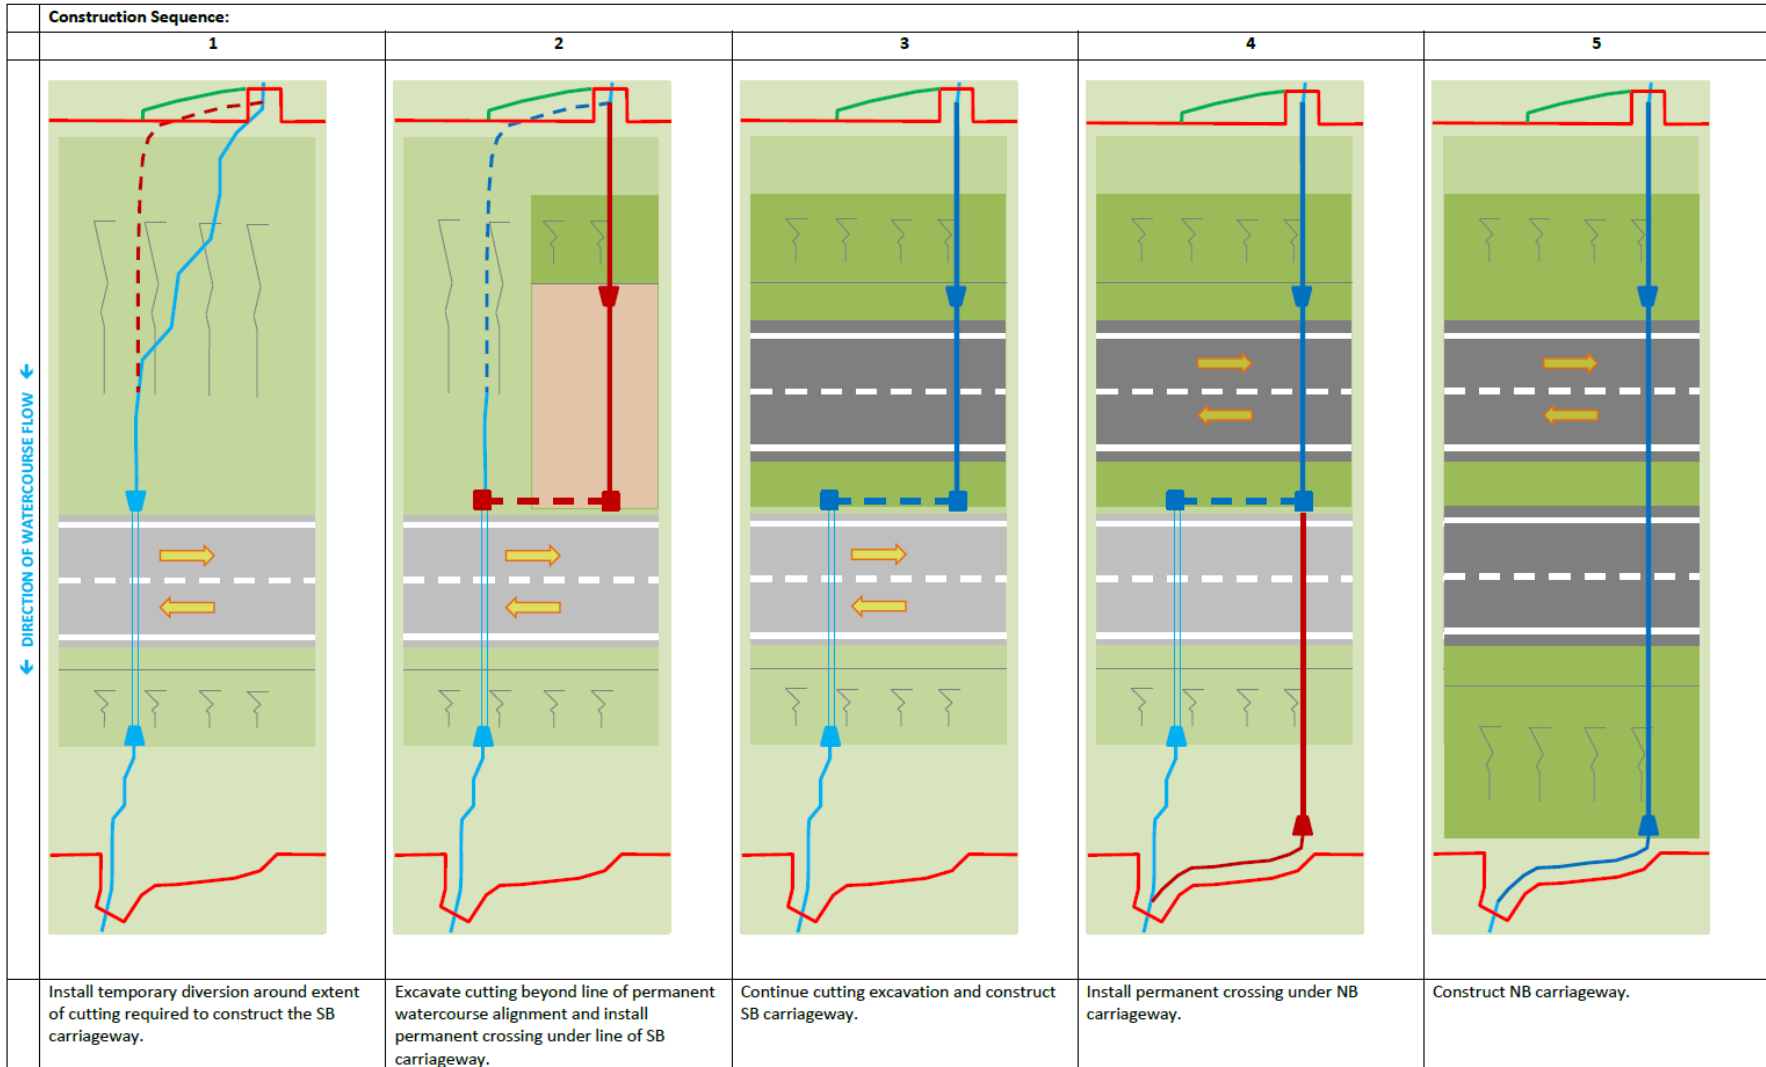 Construction Sequence:
1
2
3
4
5
← DIRECTION OF WATERCOURSE FLOW ←
Install temporary diversion around extent
of cutting required to construct the SB
carriageway.
Excavate cutting beyond line of permanent
watercourse alignment and install
permanent crossing under line of SB
carriageway.
Continue cutting excavation and construct
SB carriageway.
Install permanent crossing under NB
carriageway.
Construct NB carriageway.